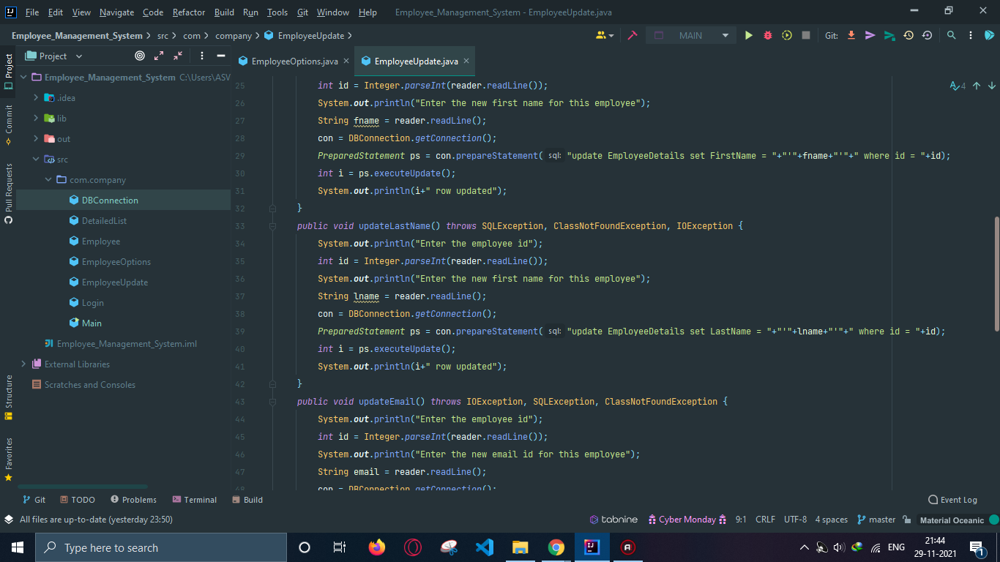 File Edit View Navigate Code Refactor Build Run Tools Git Window Help Employee_Management_System - EmployeeUpdate.java
Employee_Management_System src com company EmployeeUpdate MAIN Git:
Project
EmployeeOptions.java EmployeeUpdate.java
Project
Commit
Pull Requests
Structure
Favorites
Employee_Management_System C:\Users\ASV
.idea
lib
out
src
com.company
DBConnection
DetailedList
Employee
EmployeeOptions
EmployeeUpdate
Login
Main
Employee_Management_System.iml
External Libraries
Scratches and Consoles
4
25 int id = Integer.parseInt(reader.readLine());
26 System.out.println("Enter the new first name for this employee");
27 String fname = reader.readLine();
28 con = DBConnection.getConnection();
29 PreparedStatement ps = con.prepareStatement( sql: "update EmployeeDetails set FirstName = "+"'"+fname+"'"+" where id = "+id);
30 int i = ps.executeUpdate();
31 System.out.println(i+" row updated");
32 }
33 public void updateLastName() throws SQLException, ClassNotFoundException, IOException {
34 System.out.println("Enter the employee id");
35 int id = Integer.parseInt(reader.readLine());
36 System.out.println("Enter the new first name for this employee");
37 String lname = reader.readLine();
38 con = DBConnection.getConnection();
39 PreparedStatement ps = con.prepareStatement( sql: "update EmployeeDetails set LastName = "+"'"+lname+"'"+" where id = "+id);
40 int i = ps.executeUpdate();
41 System.out.println(i+" row updated");
42 }
43 public void updateEmail() throws IOException, SQLException, ClassNotFoundException {
44 System.out.println("Enter the employee id");
45 int id = Integer.parseInt(reader.readLine());
46 System.out.println("Enter the new email id for this employee");
47 String email = reader.readLine();
48 con = DBConnection.getConnection();
Git TODO Problems Terminal Build Event Log
All files are up-to-date (yesterday 23:50) tabnine Cyber Monday 9:1 CRLF UTF-8 4 spaces master Material Oceanic
Type here to search ENG 21:44
29-11-2021 1